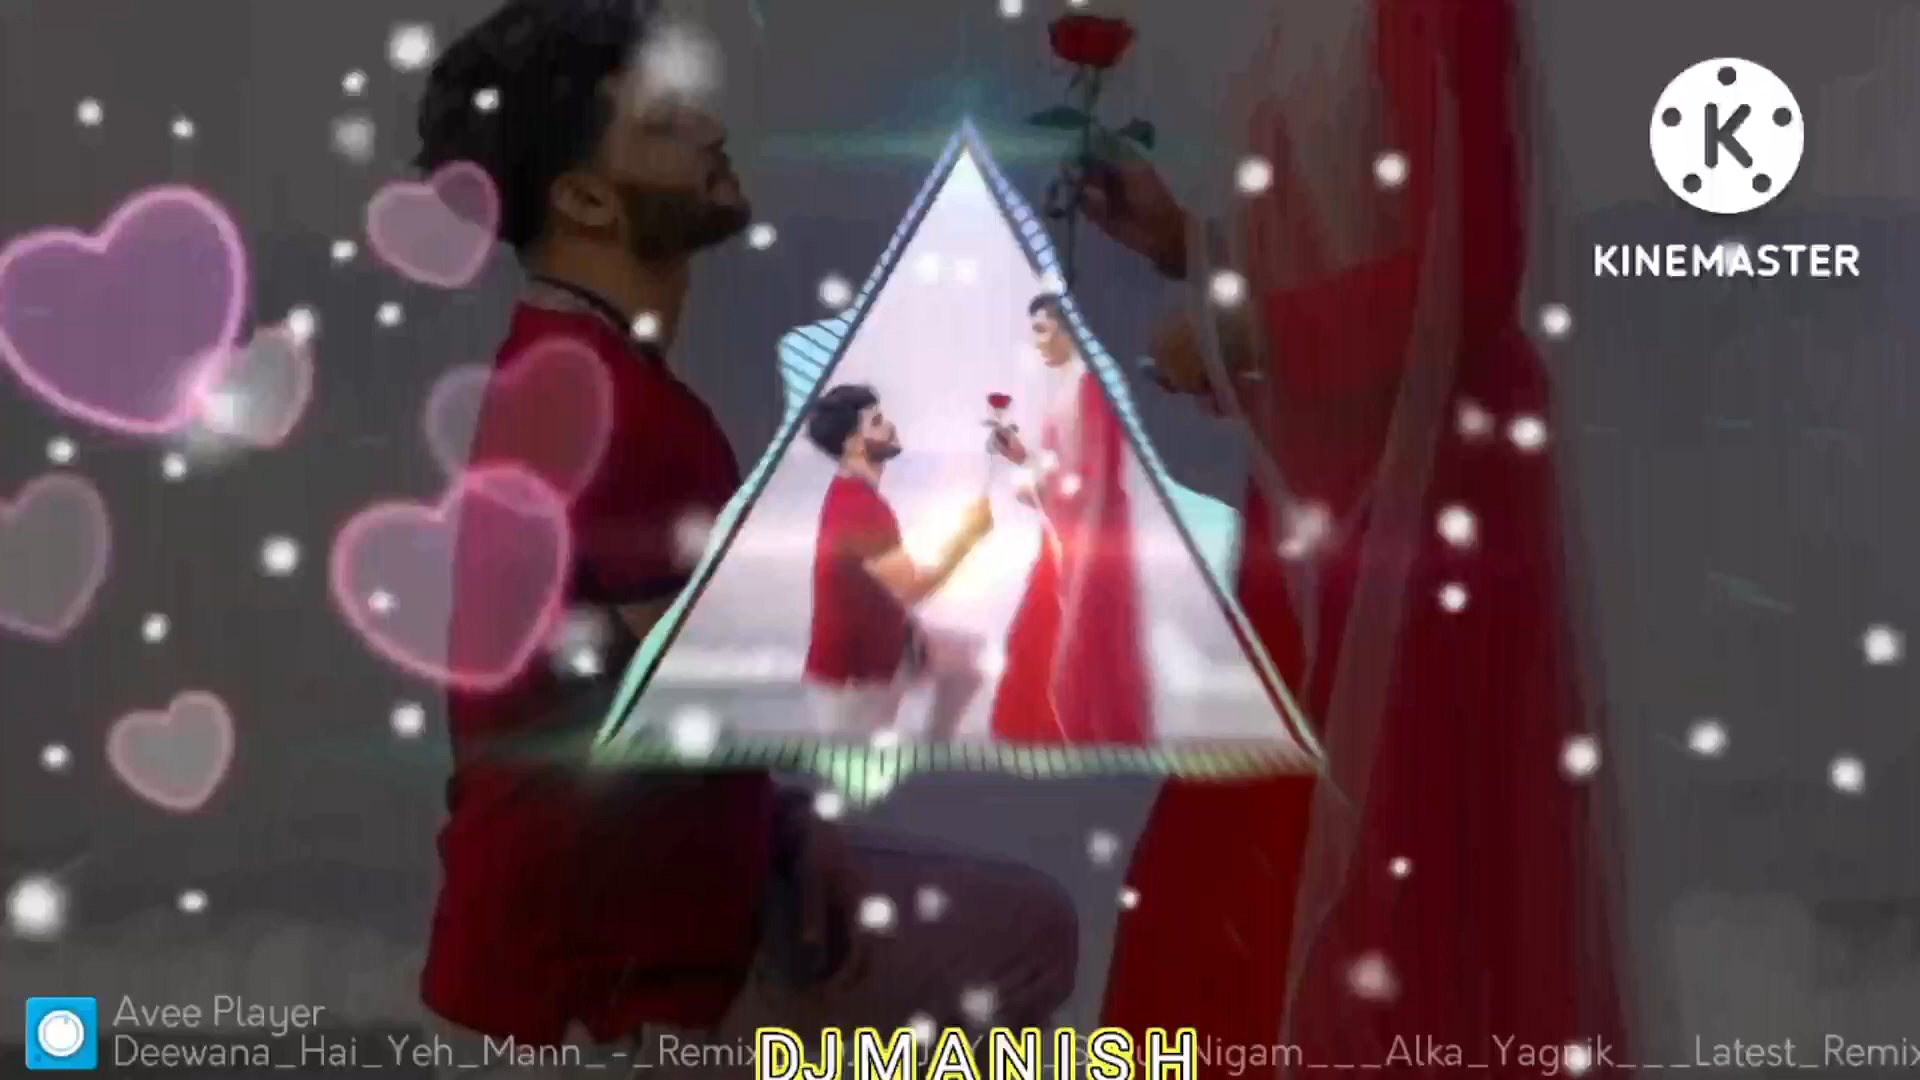 K
KINEMASTER
Avee Player
Deewana_Hai_Yeh_Mann_-_Remix
Nigam___Alka_Yagnik___Latest_Remix
DJMANISH